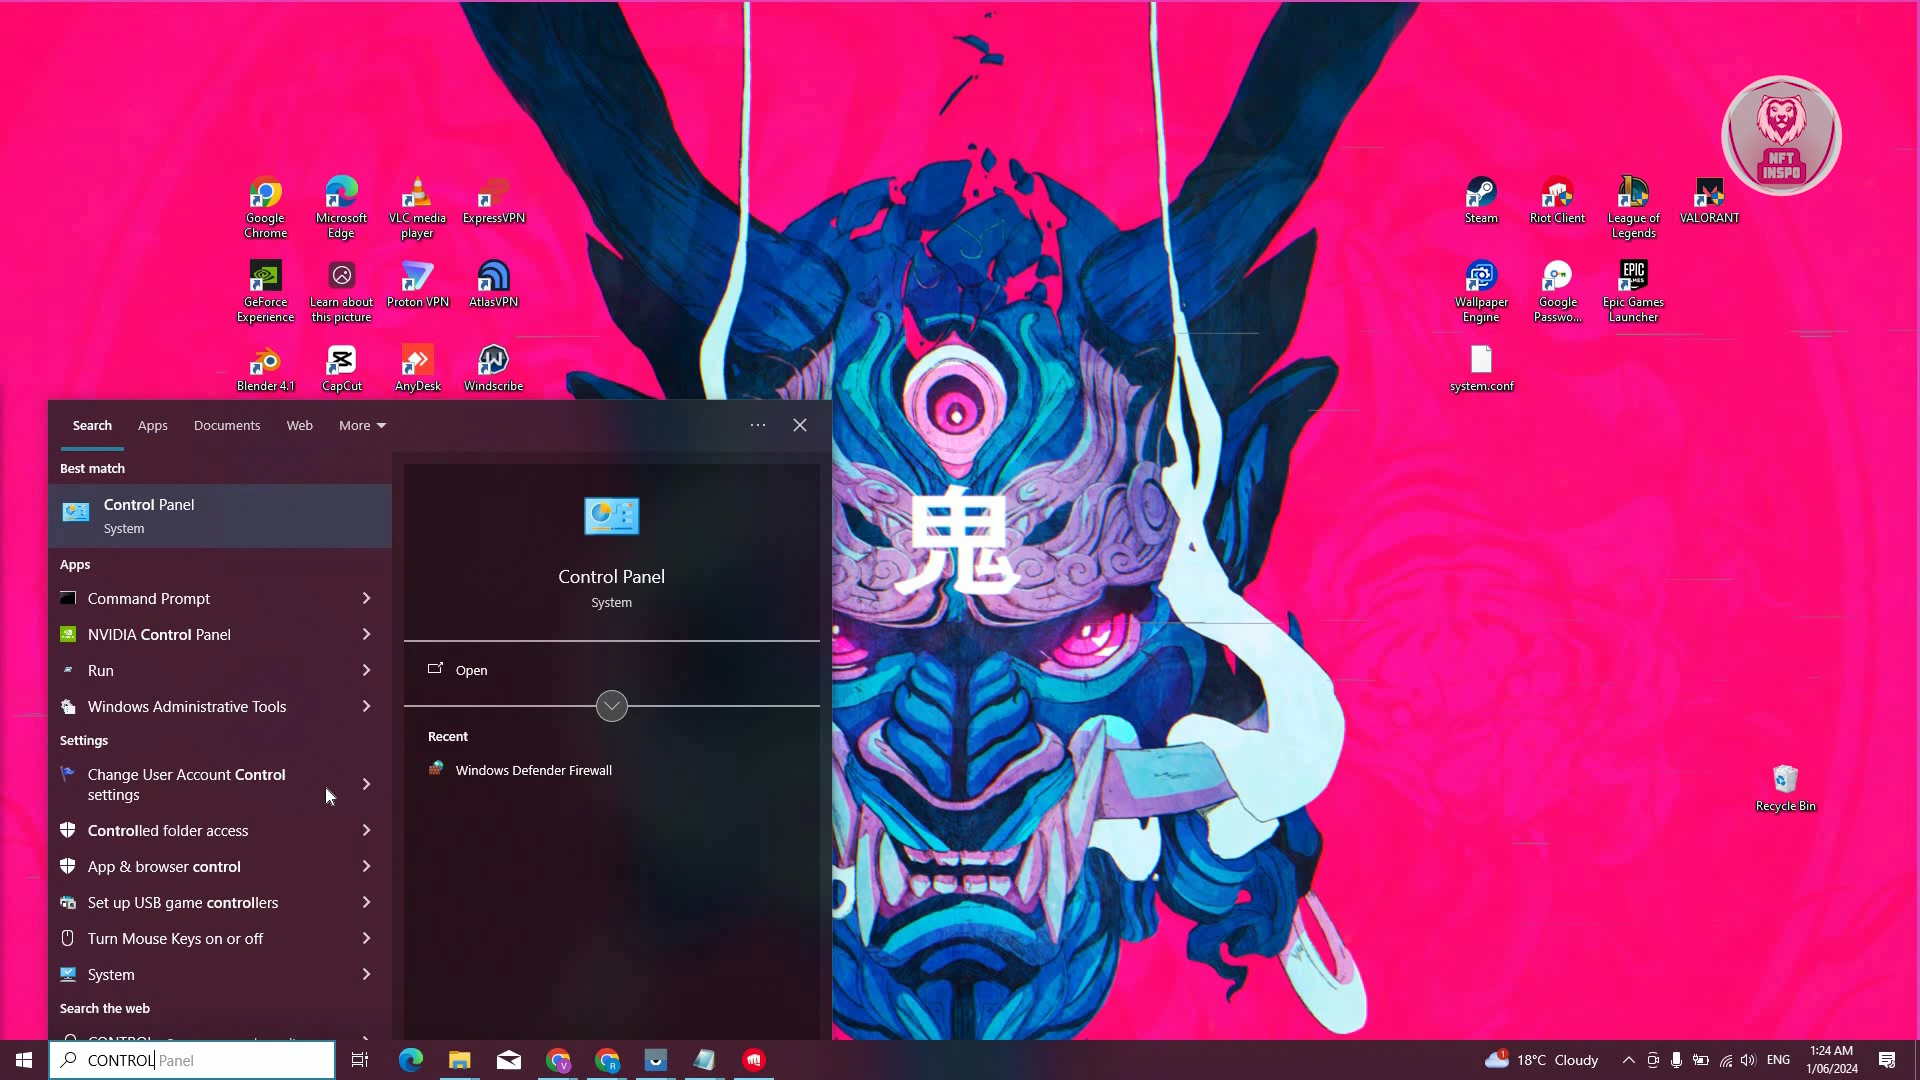 NFT
INSPO
Google
Chrome
Microsoft
Edge
VLC media
player
ExpressVPN
Steam
Riot Client
League of
Legends
VALORANT
GeForce
Experience
Learn about
this picture
Proton VPN
AtlasVPN
Wallpaper
Engine
Google
Passwo...
EPIC
GAMES
Epic Games
Launcher
Blender 4.1
CapCut
AnyDesk
Windscribe
system.conf
Search
Apps
Documents
Web
More
Best match
Control Panel
System
Apps
Command Prompt
NVIDIA Control Panel
Run
Windows Administrative Tools
Settings
Change User Account Control
settings
Controlled folder access
App & browser control
Set up USB game controllers
Turn Mouse Keys on or off
System
Search the web
Control Panel
System
Open
Recent
Windows Defender Firewall
鬼
Recycle Bin
CONTROL Panel
V
R
1
18°C Cloudy
ENG
1:24 AM
1/06/2024